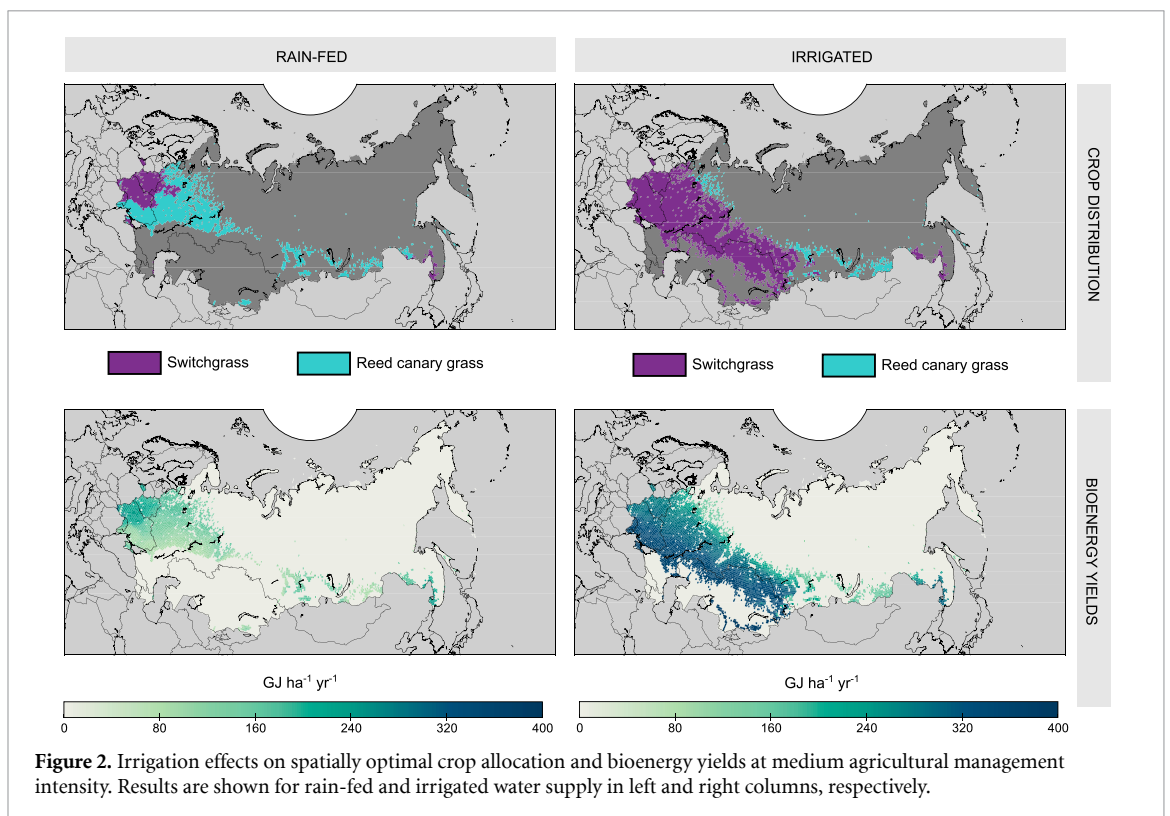 RAIN-FED
IRRIGATED
CROP DISTRIBUTION
Switchgrass
Reed canary grass
Switchgrass
Reed canary grass
BIOENERGY YIELDS
GJ ha⁻¹ yr⁻¹
GJ ha⁻¹ yr⁻¹
0 80 160 240 320 400
0 80 160 240 320 400
Figure 2. Irrigation effects on spatially optimal crop allocation and bioenergy yields at medium agricultural management
intensity. Results are shown for rain-fed and irrigated water supply in left and right columns, respectively.